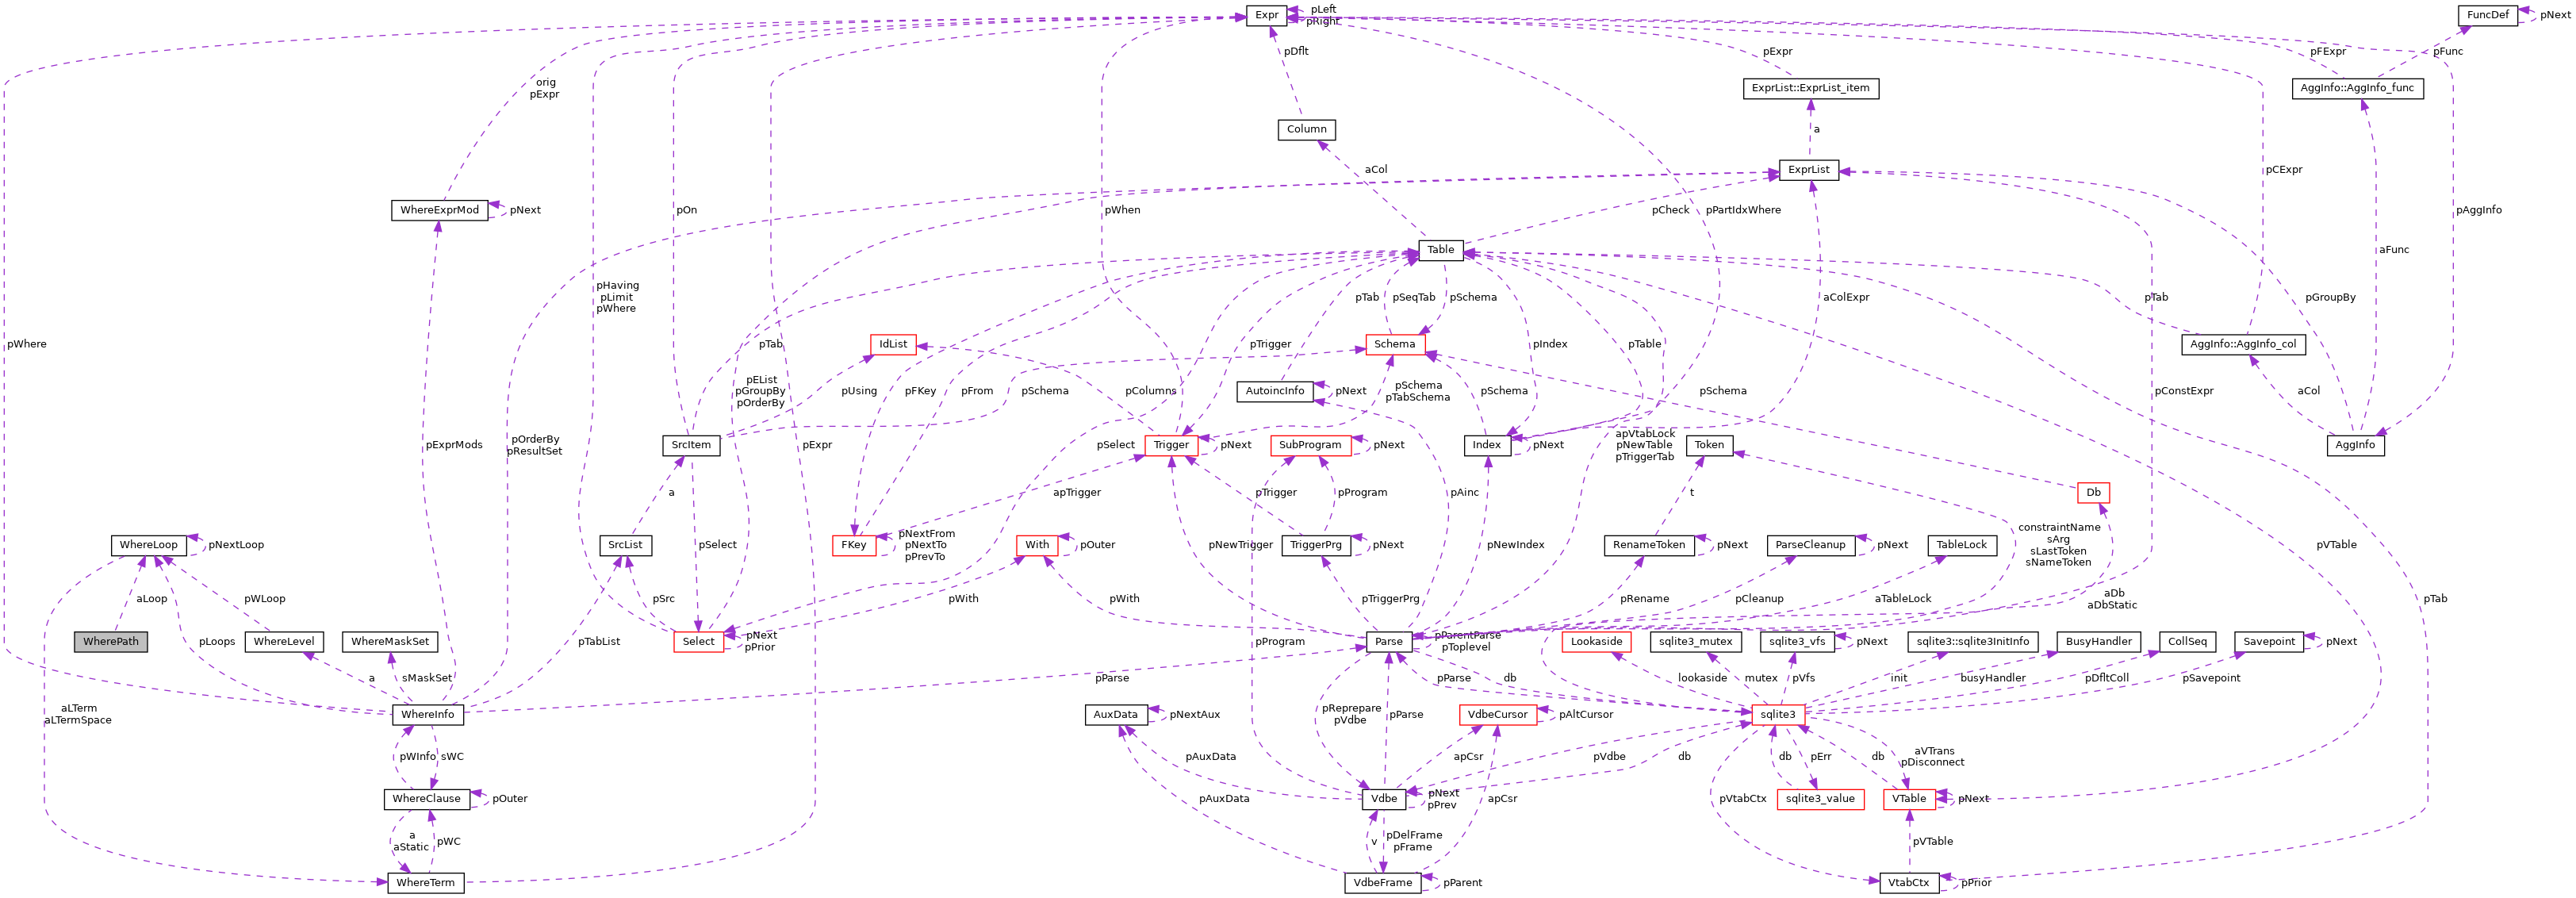 Expr
pLeft
pRight
FuncDef
pNext
pDflt
pExpr
pFExpr
pFunc
orig
pExpr
ExprList::ExprList_item
AggInfo::AggInfo_func
Column
a
aCol
ExprList
pCExpr
WhereExprMod
pNext
pOn
pWhen
pCheck
pPartIdxWhere
pAggInfo
Table
aFunc
pHaving
pLimit
pWhere
pTab
pSeqTab
pSchema
aColExpr
pTab
pGroupBy
pWhere
pTab
IdList
pTrigger
Schema
pIndex
pTable
AggInfo::AggInfo_col
pEList
pGroupBy
pOrderBy
pUsing
pFKey
pFrom
pSchema
pColumns
AutoincInfo
pNext
pSchema
pTabSchema
pSchema
pSchema
pConstExpr
aCol
pExprMods
pOrderBy
pResultSet
SrcItem
pExpr
pSelect
Trigger
pNext
SubProgram
pNext
Index
pNext
apVtabLock
pNewTable
pTriggerTab
Token
AggInfo
a
apTrigger
pTrigger
pProgram
pAinc
t
Db
WhereLoop
pNextLoop
SrcList
pSelect
FKey
pNextFrom
pNextTo
pPrevTo
With
pOuter
pNewTrigger
TriggerPrg
pNext
pNewIndex
RenameToken
pNext
ParseCleanup
pNext
TableLock
constraintName
sArg
sLastToken
sNameToken
pVTable
aLoop
pWLoop
pSrc
pWith
pWith
pTriggerPrg
pRename
pCleanup
aTableLock
aDb
aDbStatic
pTab
WherePath
pLoops
WhereLevel
WhereMaskSet
pTabList
Select
pNext
pPrior
pProgram
Parse
pParentParse
pToplevel
Lookaside
sqlite3_mutex
sqlite3_vfs
pNext
sqlite3::sqlite3InitInfo
BusyHandler
CollSeq
Savepoint
pNext
a
sMaskSet
pParse
pParse
db
lookaside
mutex
pVfs
init
busyHandler
pDfltColl
pSavepoint
aLTerm
aLTermSpace
WhereInfo
AuxData
pNextAux
pReprepare
pVdbe
pParse
VdbeCursor
pAltCursor
sqlite3
pWInfo
sWC
pAuxData
apCsr
pVdbe
db
db
pErr
db
aVTrans
pDisconnect
WhereClause
pOuter
pAuxData
Vdbe
pNext
pPrev
apCsr
pVtabCtx
sqlite3_value
VTable
pNext
a
aStatic
pWC
v
pDelFrame
pFrame
pVTable
WhereTerm
VdbeFrame
pParent
VtabCtx
pPrior